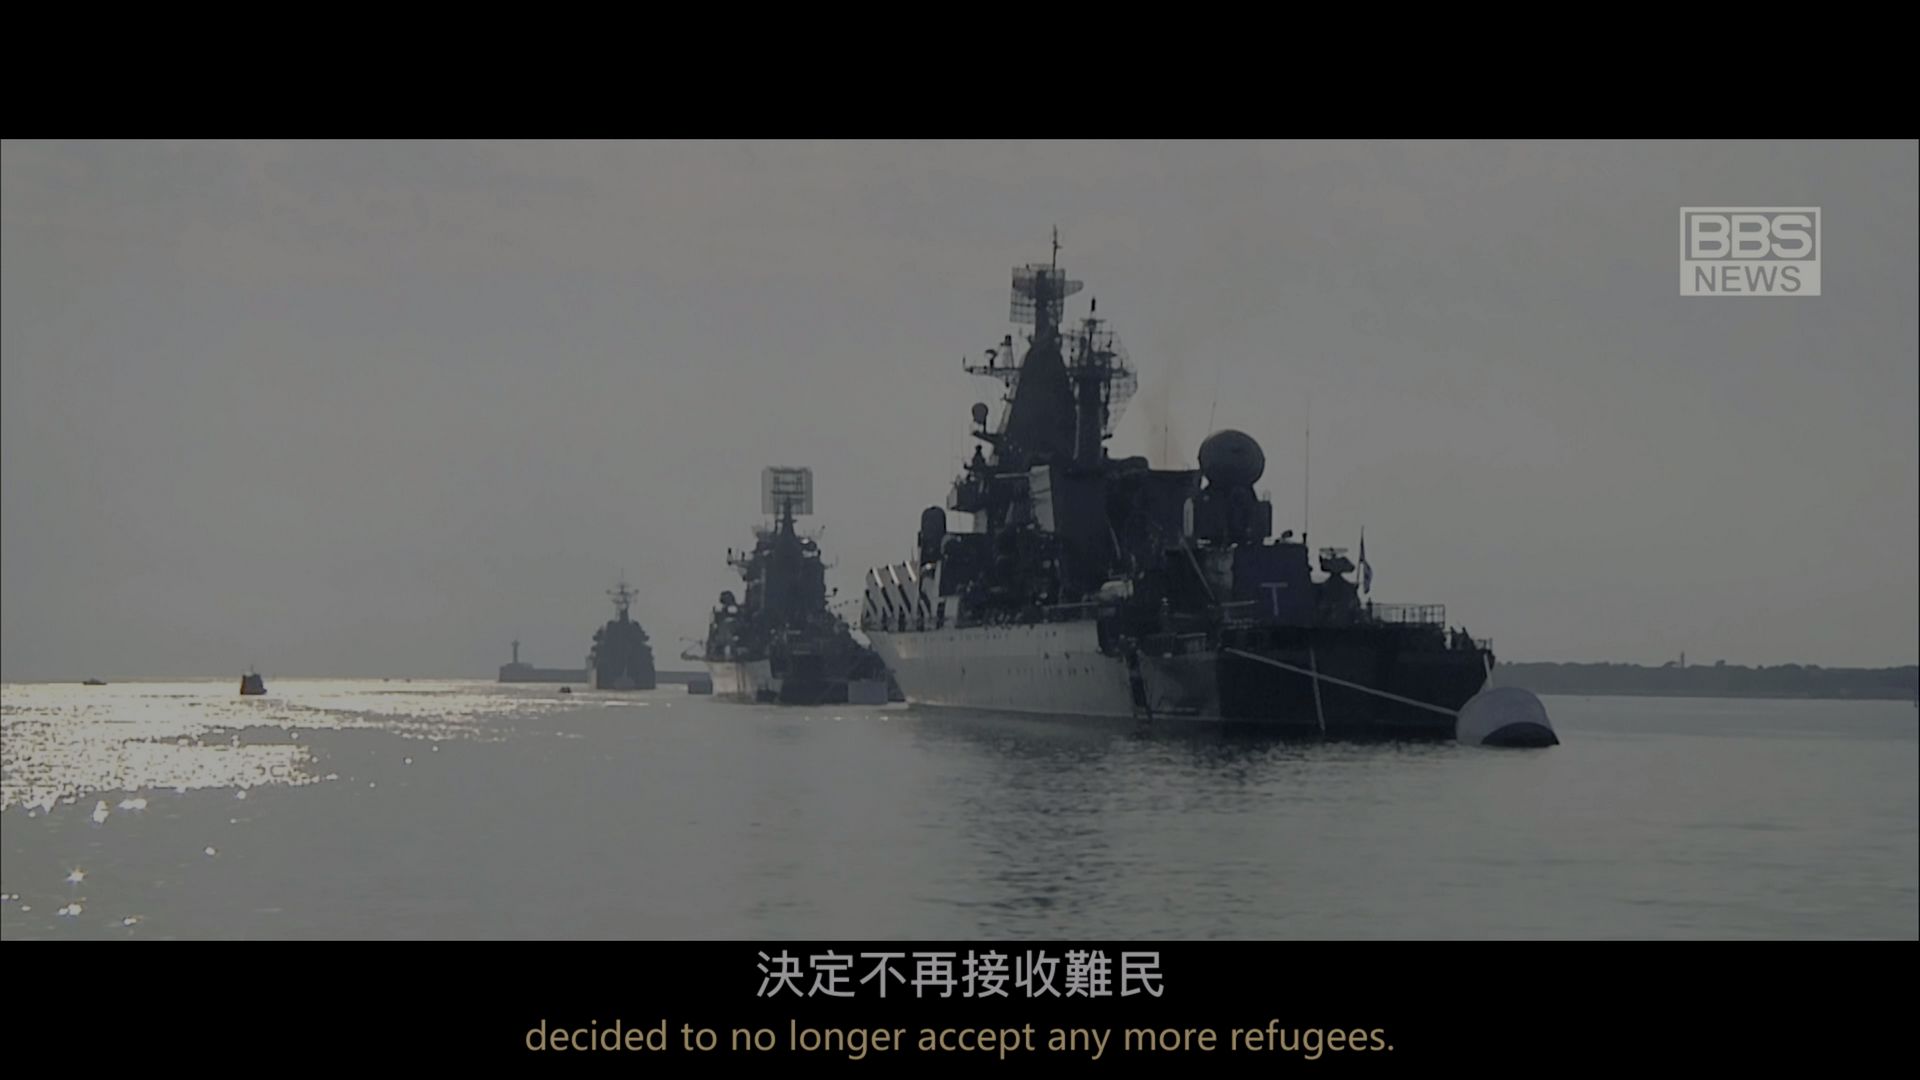 BBS
NEWS
決定不再接收難民
decided to no longer accept any more refugees.